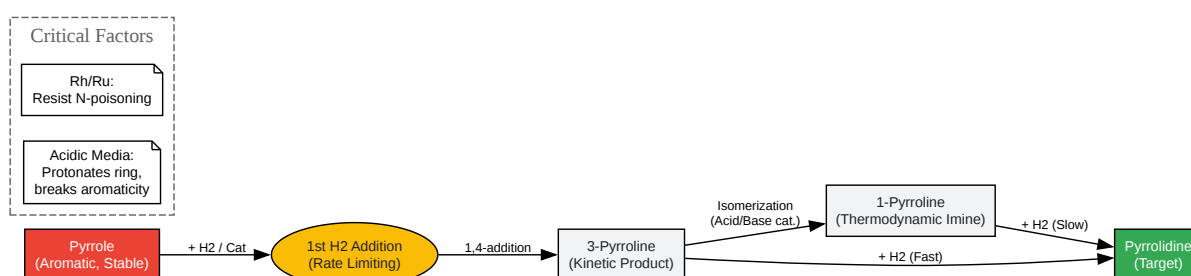 Critical Factors
Rh/Ru:
Resist N-poisoning
Acidic Media:
Protonates ring,
breaks aromaticity
Pyrrole
(Aromatic, Stable)
+ H2 / Cat
1st H2 Addition
(Rate Limiting)
1,4-addition
3-Pyrroline
(Kinetic Product)
Isomerization
(Acid/Base cat.)
1-Pyrroline
(Thermodynamic Imine)
+ H2 (Slow)
+ H2 (Fast)
Pyrrolidine
(Target)